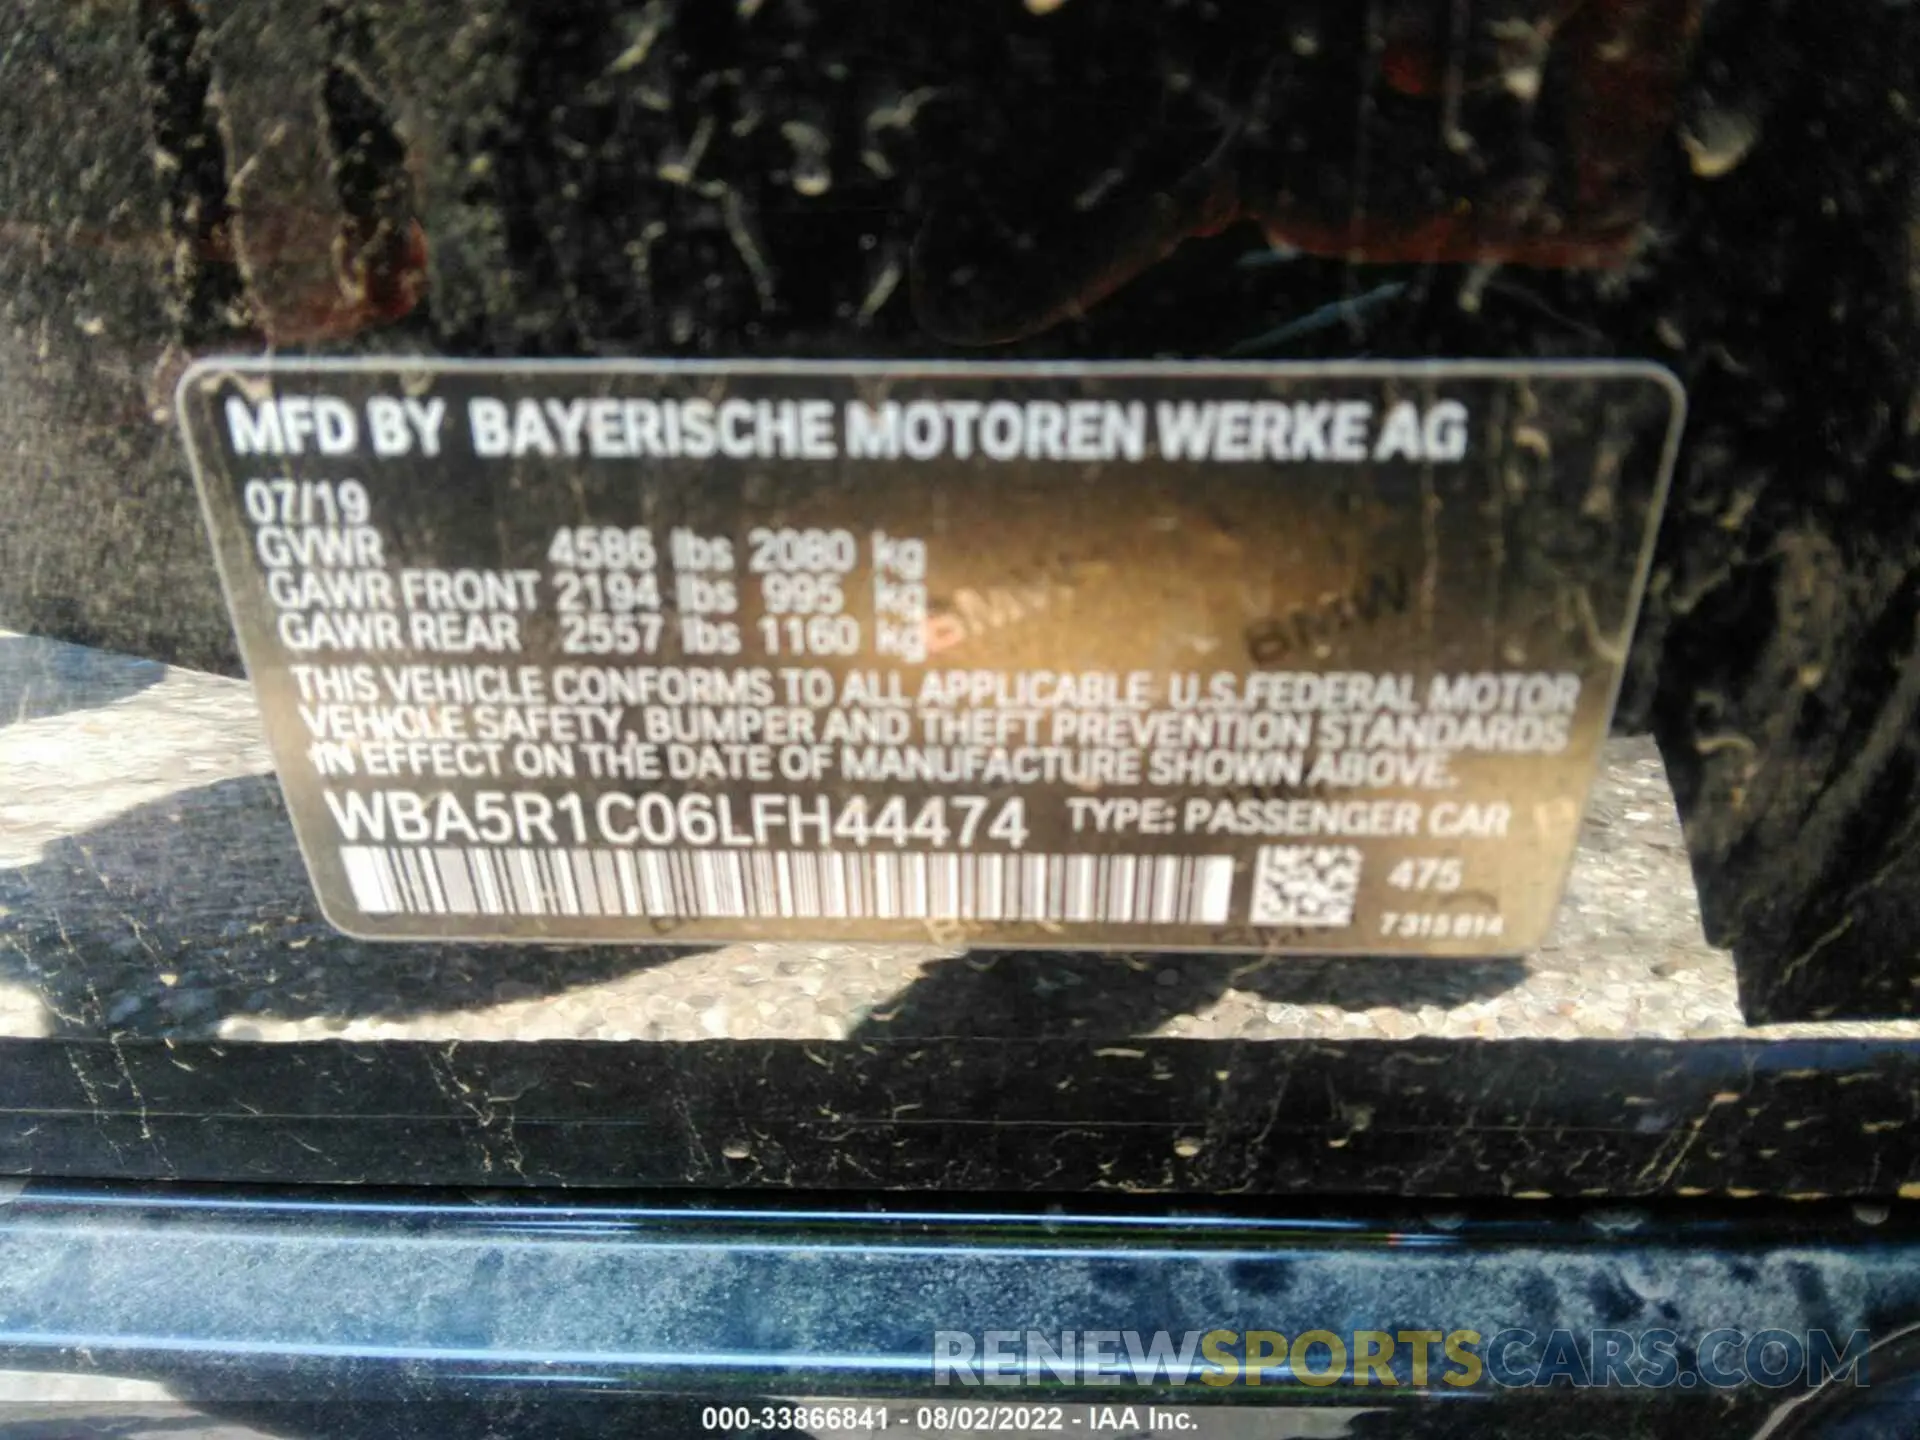 MFD BY BAYERISCHE MOTOREN WERKE AG
07/19
GVWR 4586 lbs 2080 kg
GAWR FRONT 2194 lbs 995 kg
GAWR REAR 2557 lbs 1160 kg
BMW BMW
THIS VEHICLE CONFORMS TO ALL APPLICABLE U.S.FEDERAL MOTOR
VEHICLE SAFETY, BUMPER AND THEFT PREVENTION STANDARDS
IN EFFECT ON THE DATE OF MANUFACTURE SHOWN ABOVE.
WBA5R1C06LFH44474 TYPE: PASSENGER CAR
475
7315814
RENEWSPORTSCARS.COM
000-33866841 - 08/02/2022 - IAA Inc.